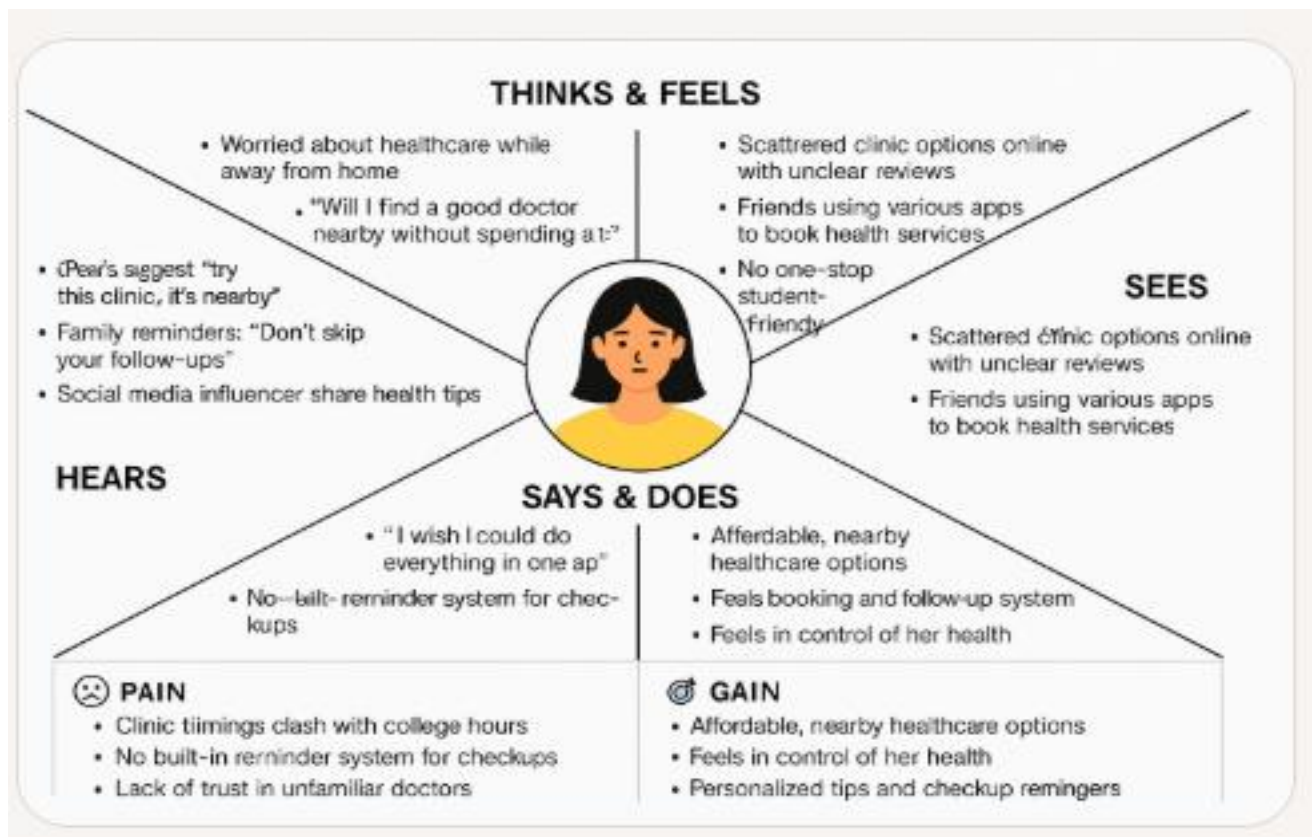 THINKS & FEELS
• Worried about healthcare while
away from home
• "Will I find a good doctor
nearby without spending
• Scattrered clinic options online
with unclear reviews
• Friends using various apps
to book health services
• No one-stop
student-
friendy
• suggest "try
this clinic, it's nearby"
• Family reminders: "Don't skip
your follow-ups"
• Social media influencer share health tips
HEARS
SEES
• Scattered options online
with unclear reviews
• Friends using various apps
to book health services
SAYS & DOES
• "I wish I could do
everything in one ap"
• No reminder system for chec-
kups
• Afferdable, nearby
healthcare options
• Feals booking and follow-up system
• Feels in control of her health
PAIN
• Clinic tiimings clash with college hours
• No built-in reminder system for checkups
• Lack of trust in unfamiliar doctors
GAIN
• Affordable, nearby healthcare options
• Feels in control of her health
• Personalized tips and checkup remingers